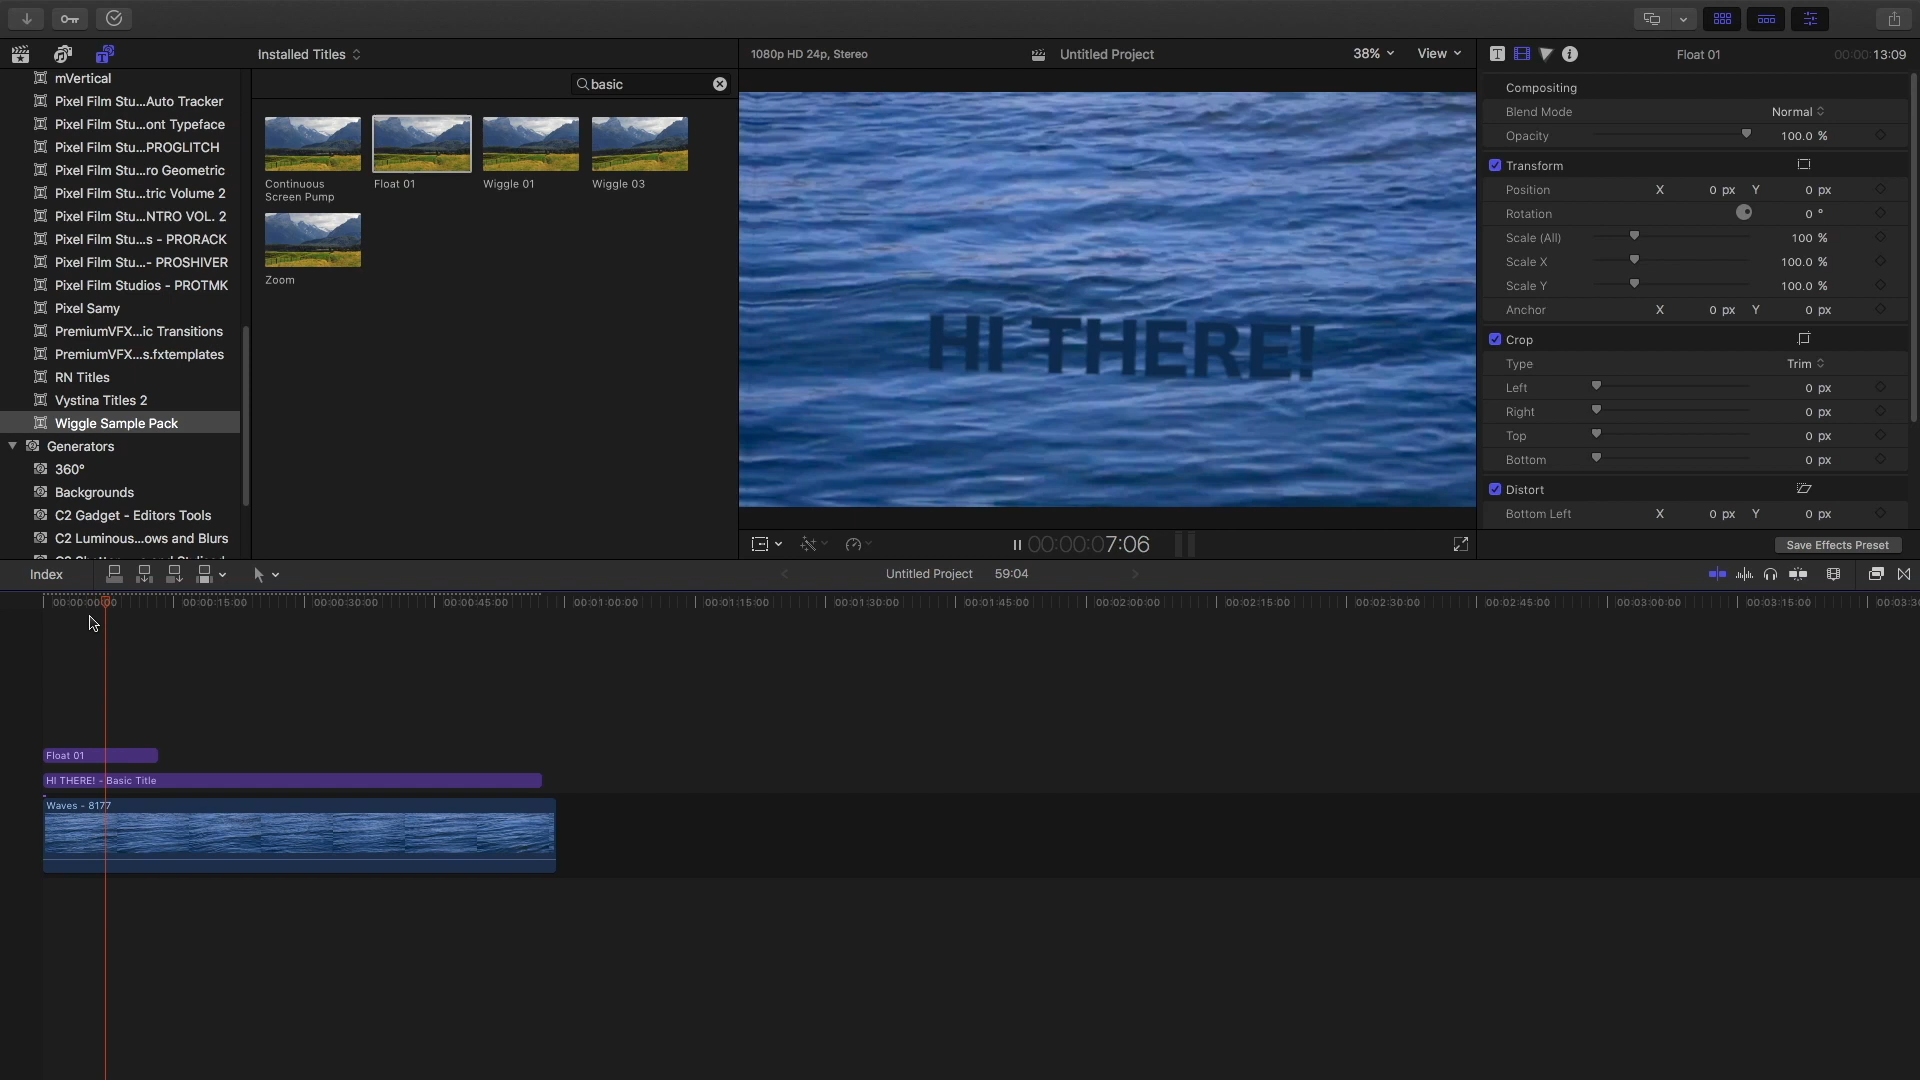 Installed Titles
1080p HD 24p, Stereo
Untitled Project
38%
View
Float 01
00:00:13:09
basic
mVertical
Pixel Film Stu...Auto Tracker
Pixel Film Stu...ont Typeface
Pixel Film Stu...PROGLITCH
Pixel Film Stu...ro Geometric
Pixel Film Stu...tric Volume 2
Pixel Film Stu...NTRO VOL. 2
Pixel Film Stu...s - PRORACK
Pixel Film Stu...- PROSHIVER
Pixel Film Studios - PROTMK
Pixel Samy
PremiumVFX...ic Transitions
PremiumVFX...s.fxtemplates
RN Titles
Vystina Titles 2
Wiggle Sample Pack
Generators
360°
Backgrounds
C2 Gadget - Editors Tools
C2 Luminous...ows and Blurs
Continuous
Screen Pump
Float 01
Wiggle 01
Wiggle 03
Zoom
HI THERE!
00:00:00:07:06
Compositing
Blend Mode Normal
Opacity 100.0 %
Transform
Position X 0 px Y 0 px
Rotation 0 °
Scale (All) 100 %
Scale X 100.0 %
Scale Y 100.0 %
Anchor X 0 px Y 0 px
Crop
Type Trim
Left 0 px
Right 0 px
Top 0 px
Bottom 0 px
Distort
Bottom Left X 0 px Y 0 px
Save Effects Preset
Index
Untitled Project 59:04
00:00:15:00 00:00:30:00 00:00:45:00 00:01:00:00 00:01:15:00 00:01:30:00 00:01:45:00 00:02:00:00 00:02:15:00 00:02:30:00 00:02:45:00 00:03:00:00 00:03:15:00
Float 01
HI THERE! - Basic Title
Waves - 8177